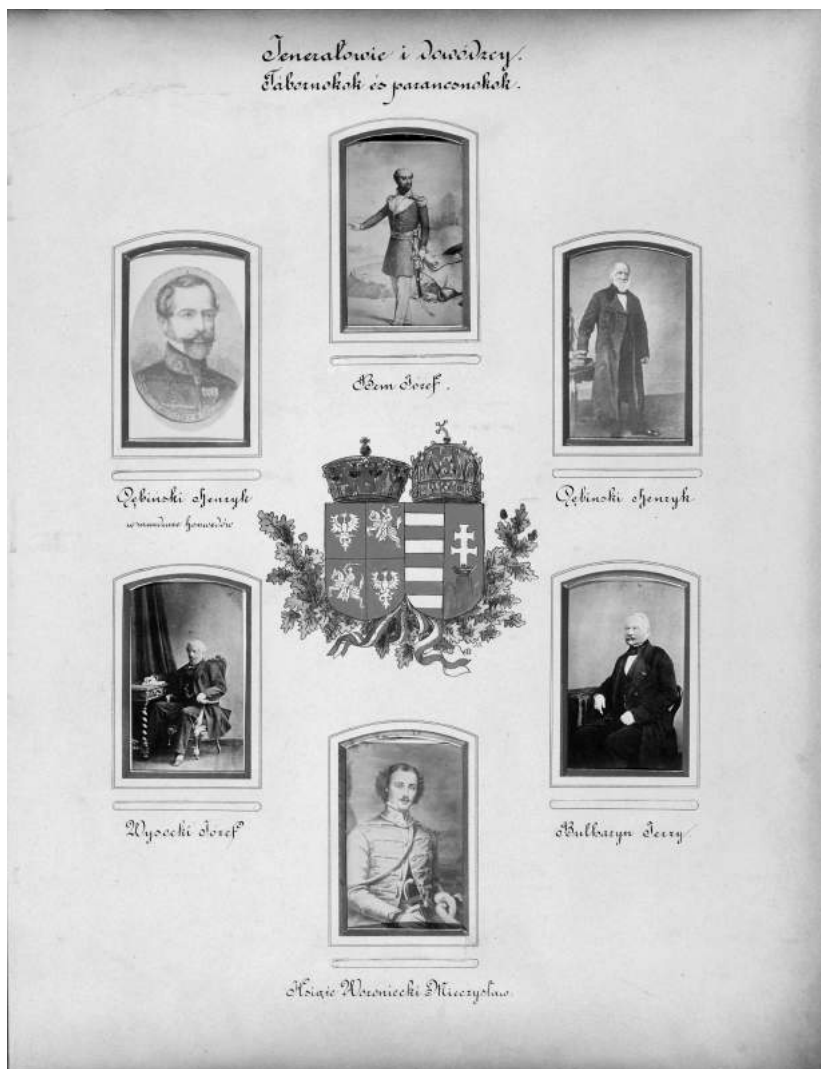 Jenerałowie i dowódzcy.
Tábornokok és parancsnokok.
Bem Józef.
Dębiński Henryk
w mundurze honwedów
Dębinski Henryk
Wysocki Józef
Bulharyn Jerzy
Książe Woroniecki Mieczysław.